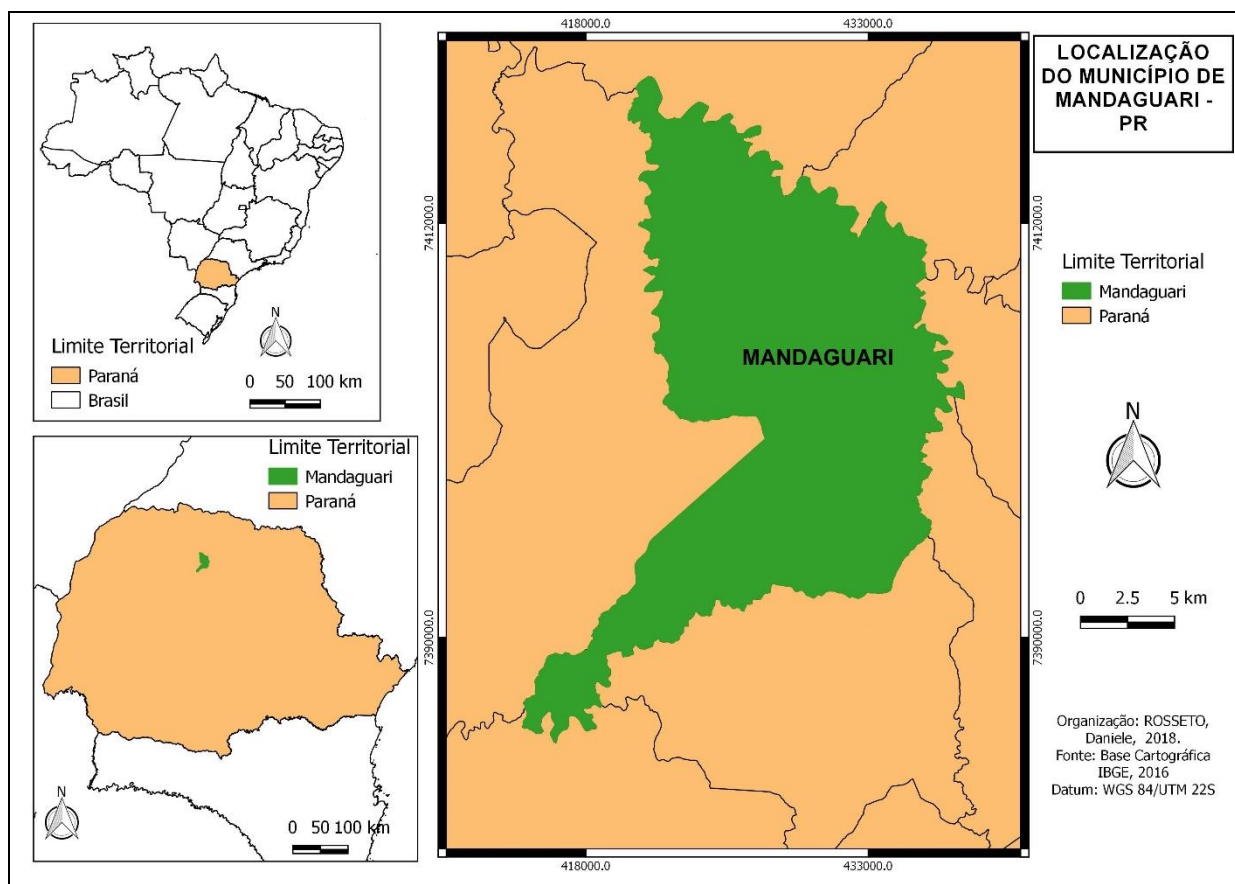 LOCALIZAÇÃO
DO MUNICÍPIO DE
MANDAGUARI -
PR
Limite Territorial
Paraná
Brasil
N
0 50 100 km
Limite Territorial
Mandaguari
Paraná
N
0 50 100 km
418000.0
433000.0
7412000.0
7412000.0
MANDAGUARI
7390000.0
7390000.0
418000.0
433000.0
Limite Territorial
Mandaguari
Paraná
N
0 2.5 5 km
Organização: ROSSETO,
Daniele, 2018.
Fonte: Base Cartográfica
IBGE, 2016
Datum: WGS 84/UTM 22S